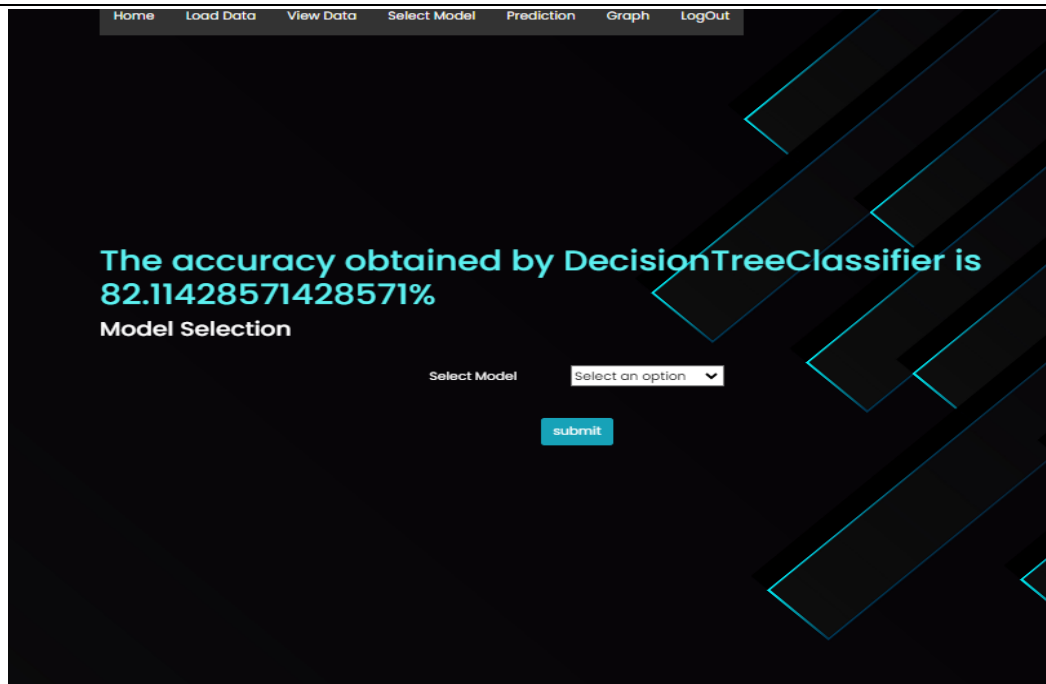 Home Load Data View Data Select Model Prediction Graph LogOut
The accuracy obtained by DecisionTreeClassifier is
82.11428571428571%
Model Selection
Select Model Select an option
submit